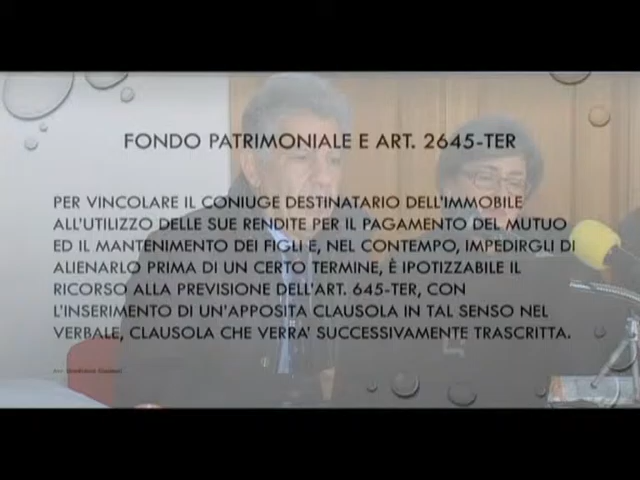 FONDO PATRIMONIALE E ART. 2645-TER
PER VINCOLARE IL CONIUGE DESTINATARIO DELL'IMMOBILE
ALL'UTILIZZO DELLE SUE RENDITE PER IL PAGAMENTO DEL MUTUO
ED IL MANTENIMENTO DEI FIGLI E, NEL CONTEMPO, IMPEDIRGLI DI
ALIENARLO PRIMA DI UN CERTO TERMINE, È IPOTIZZABILE IL
RICORSO ALLA PREVISIONE DELL'ART. 645-TER, CON
L'INSERIMENTO DI UN'APPOSITA CLAUSOLA IN TAL SENSO NEL
VERBALE, CLAUSOLA CHE VERRA' SUCCESSIVAMENTE TRASCRITTA.